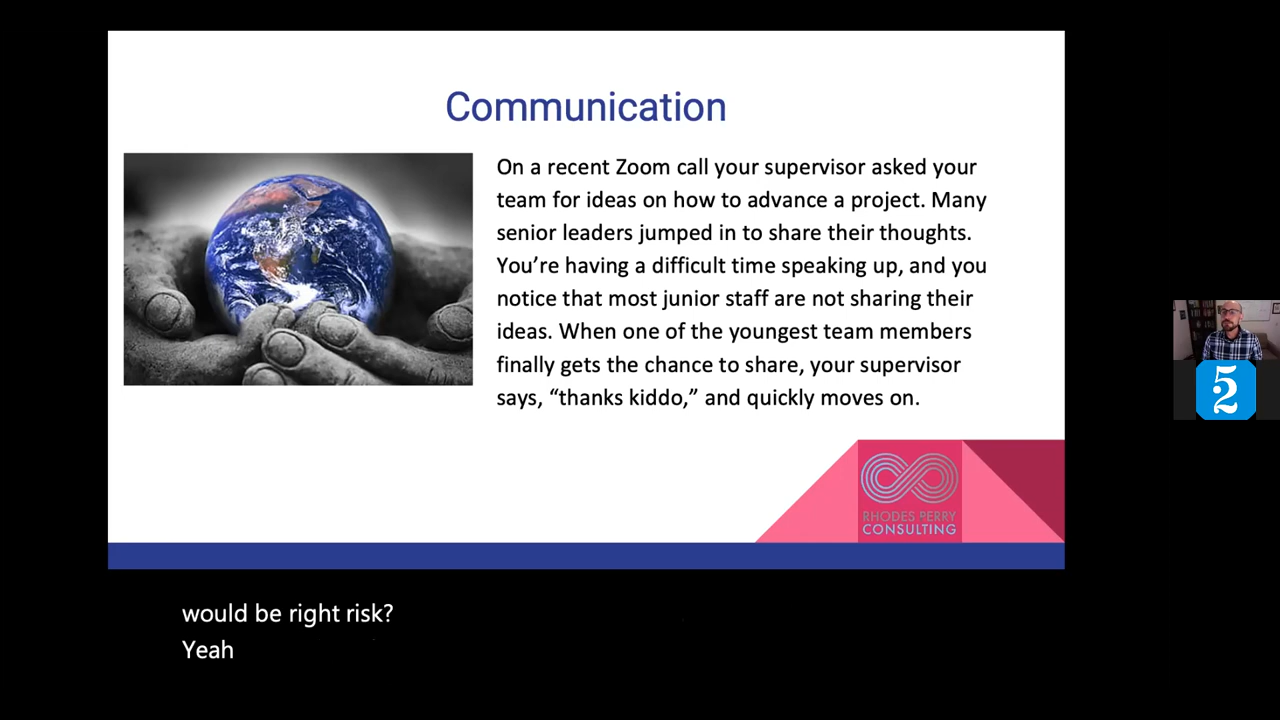 Communication
On a recent Zoom call your supervisor asked your
team for ideas on how to advance a project. Many
senior leaders jumped in to share their thoughts.
You’re having a difficult time speaking up, and you
notice that most junior staff are not sharing their
ideas. When one of the youngest team members
finally gets the chance to share, your supervisor
says, “thanks kiddo,” and quickly moves on.
RHODES PERRY
CONSULTING
5
would be right risk?
Yeah